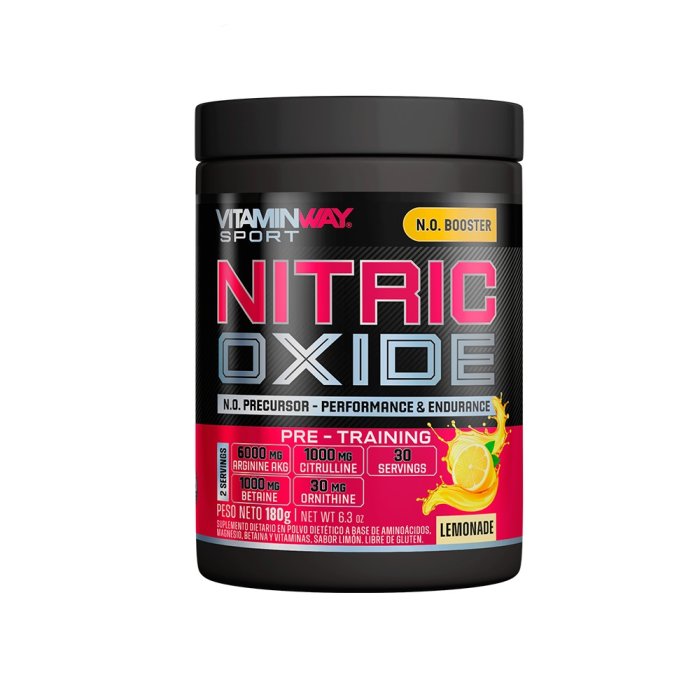 VITAMINWAY®
SPORT
N.O. BOOSTER
NITRIC
OXIDE
N.O. PRECURSOR - PERFORMANCE & ENDURANCE
PRE - TRAINING
2 SERVINGS
6000 MG ARGININE AKG
1000 MG CITRULLINE
30 SERVINGS
1000 MG BETAINE
30 MG ORNITHINE
PESO NETO 180g | NET WT 6.3 oz
SUPLEMENTO DIETARIO EN POLVO DIETÉTICO A BASE DE AMINOÁCIDOS,
MAGNESIO, BETAINA Y VITAMINAS, SABOR LIMÓN. LIBRE DE GLUTEN.
LEMONADE